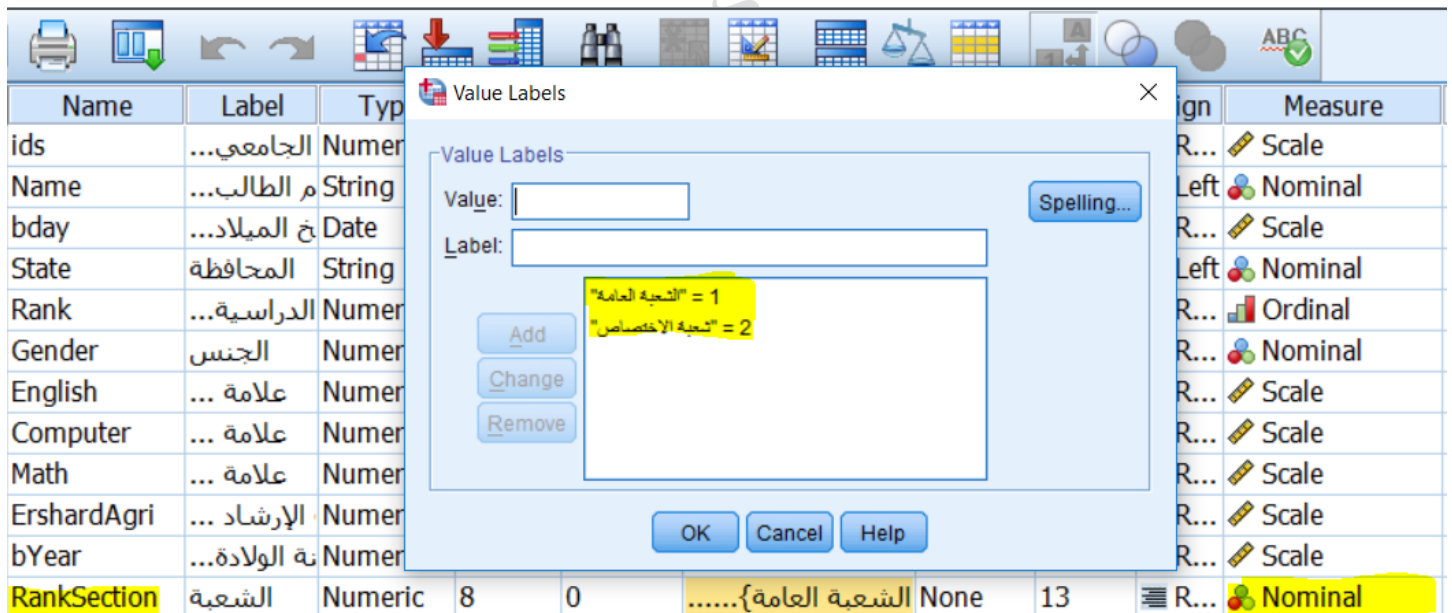 ABC
Name Label Typ ign Measure
Value Labels
Value Labels
Value:
Spelling...
Label:
1 = "الشعبة العامة"
2 = "شعبة الاختصاص"
Add
Change
Remove
OK Cancel Help
ids الجامعي... Numer R... Scale
Name م الطالب... String Left Nominal
bday خ الميلاد... Date R... Scale
State المحافظة String Left Nominal
Rank الدراسية... Numer R... Ordinal
Gender الجنس Numer R... Nominal
English علامة ... Numer R... Scale
Computer علامة ... Numer R... Scale
Math علامة ... Numer R... Scale
ErshardAgri الإرشاد ... Numer R... Scale
bYear نة الولادة... Numer R... Scale
RankSection الشعبة Numeric 8 0 الشعبة العامة}...... None 13 R... Nominal